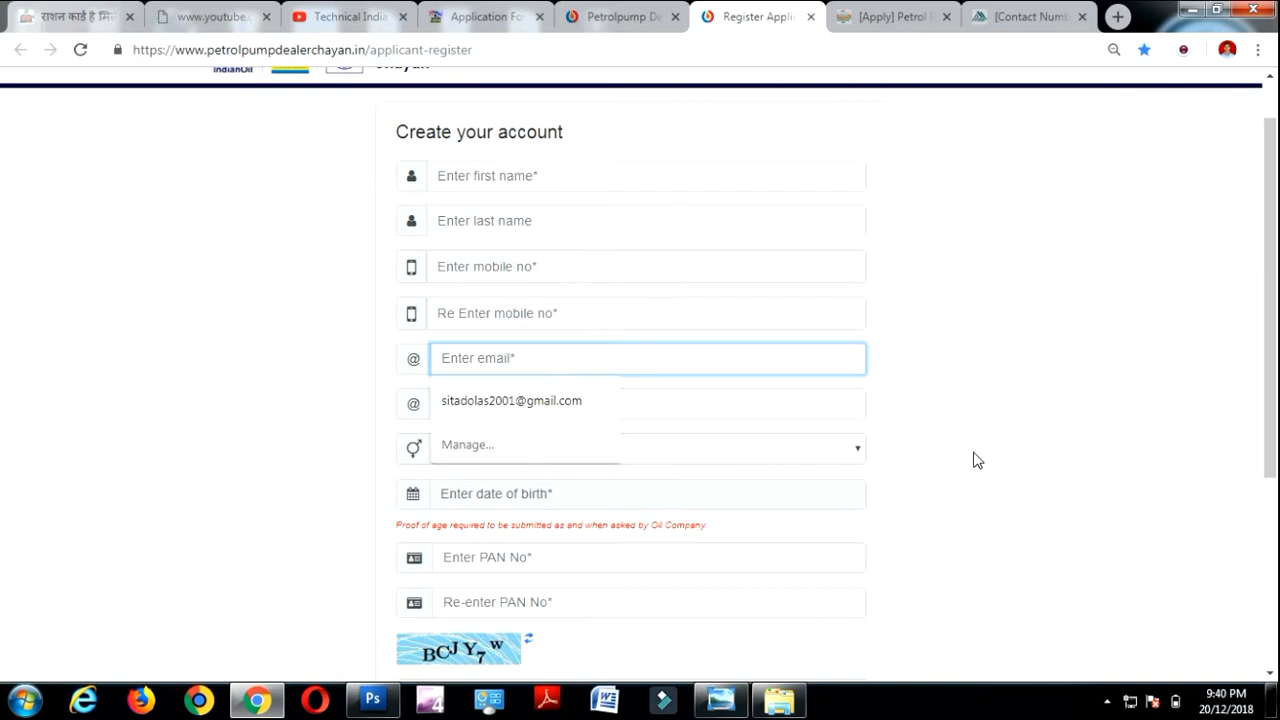 राशन कार्ड है मिले
www.youtube.
Technical India
Application Fo
Petrolpump De
Register Appli
[Apply] Petrol
[Contact Numb
https://www.petrolpumpdealerchayan.in/applicant-register
IndianOil
Create your account
Enter first name*
Enter last name
Enter mobile no*
Re Enter mobile no*
@ Enter email*
sitadolas2001@gmail.com
@
Manage...
Enter date of birth*
Proof of age required to be submitted as and when asked by Oil Company
Enter PAN No*
Re-enter PAN No*
BCJY7w
Ps
4
W
9:40 PM
20/12/2018